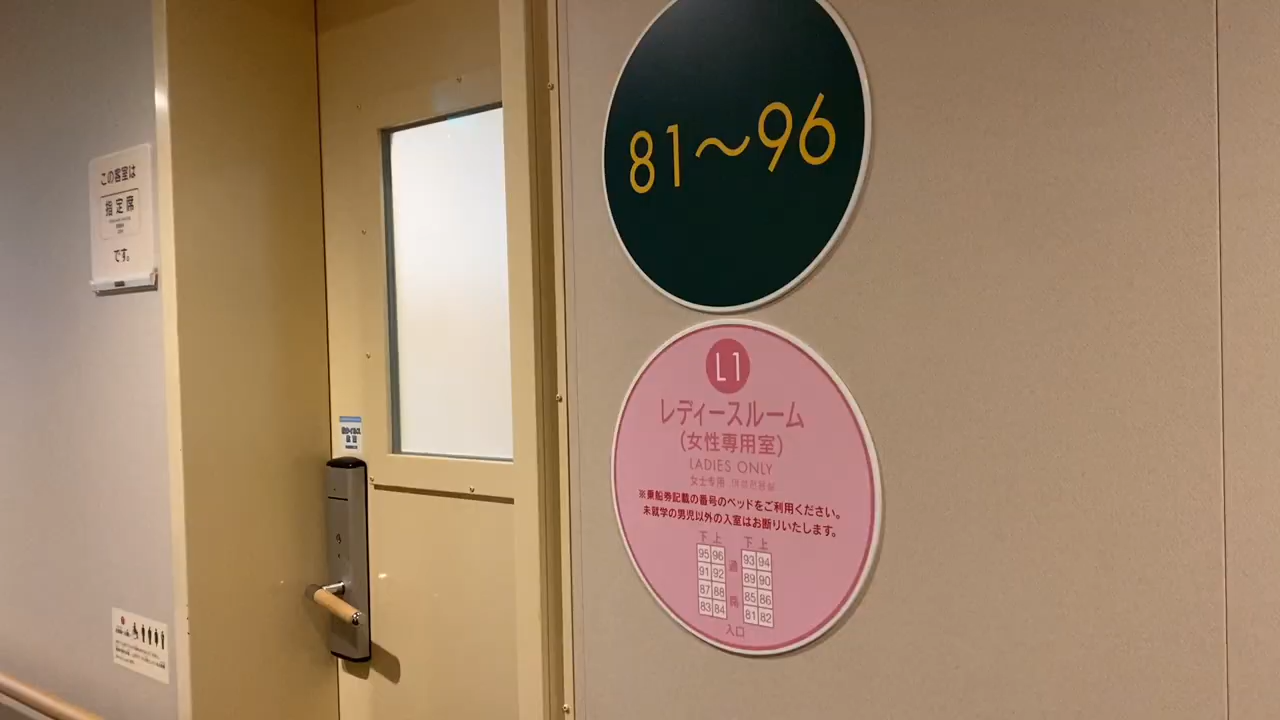 この客室は
指定席
です。
81〜96
L1
レディースルーム
(女性専用室)
LADIES ONLY
女士专用
※乗船券記載の番号のベッドをご利用ください。
未就学の男児以外の入室はお断りいたします。
下 上 下 上
95 96 93 94
91 92 通 89 90
87 88 路 85 86
83 84 81 82
入口